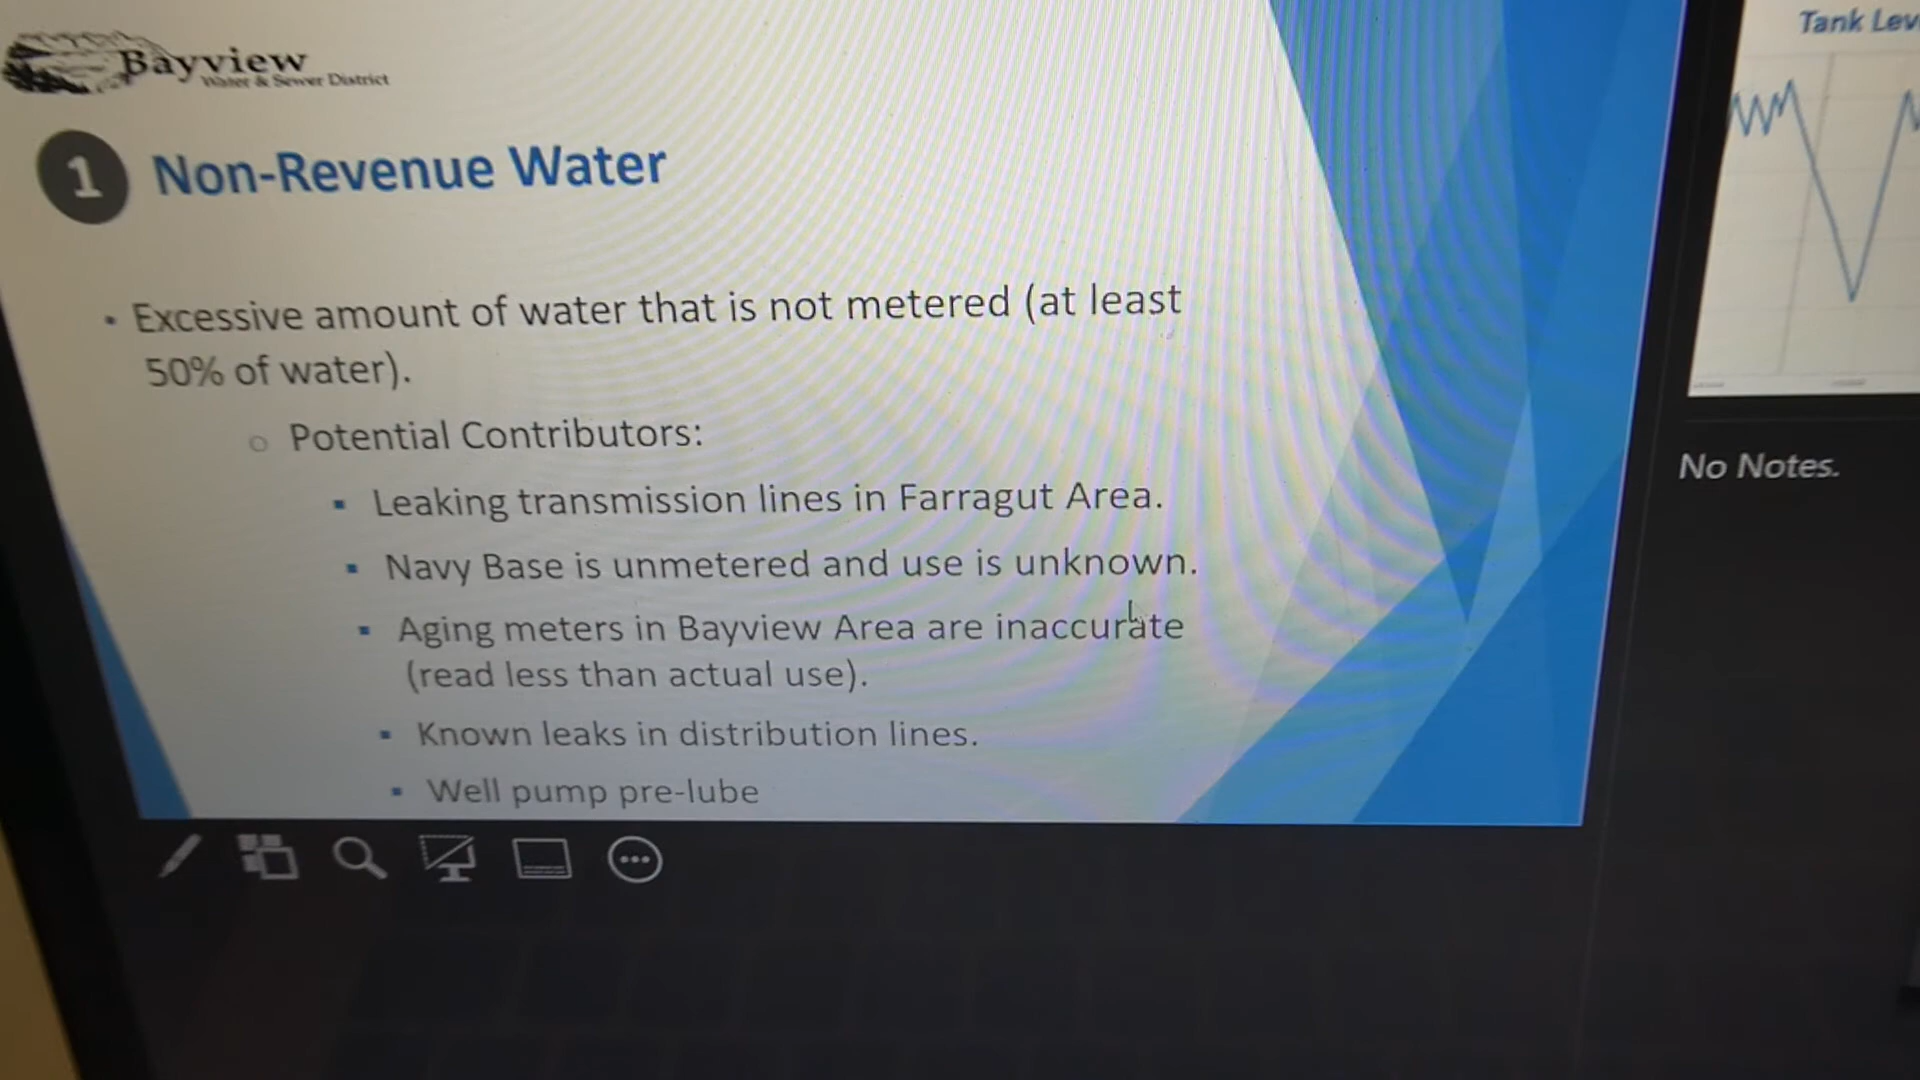 Bayview
Water & Sewer District
1 Non-Revenue Water
• Excessive amount of water that is not metered (at least
50% of water).
o Potential Contributors:
▪ Leaking transmission lines in Farragut Area.
▪ Navy Base is unmetered and use is unknown.
▪ Aging meters in Bayview Area are inaccurate
(read less than actual use).
▪ Known leaks in distribution lines.
▪ Well pump pre-lube
Tank Lev
No Notes.